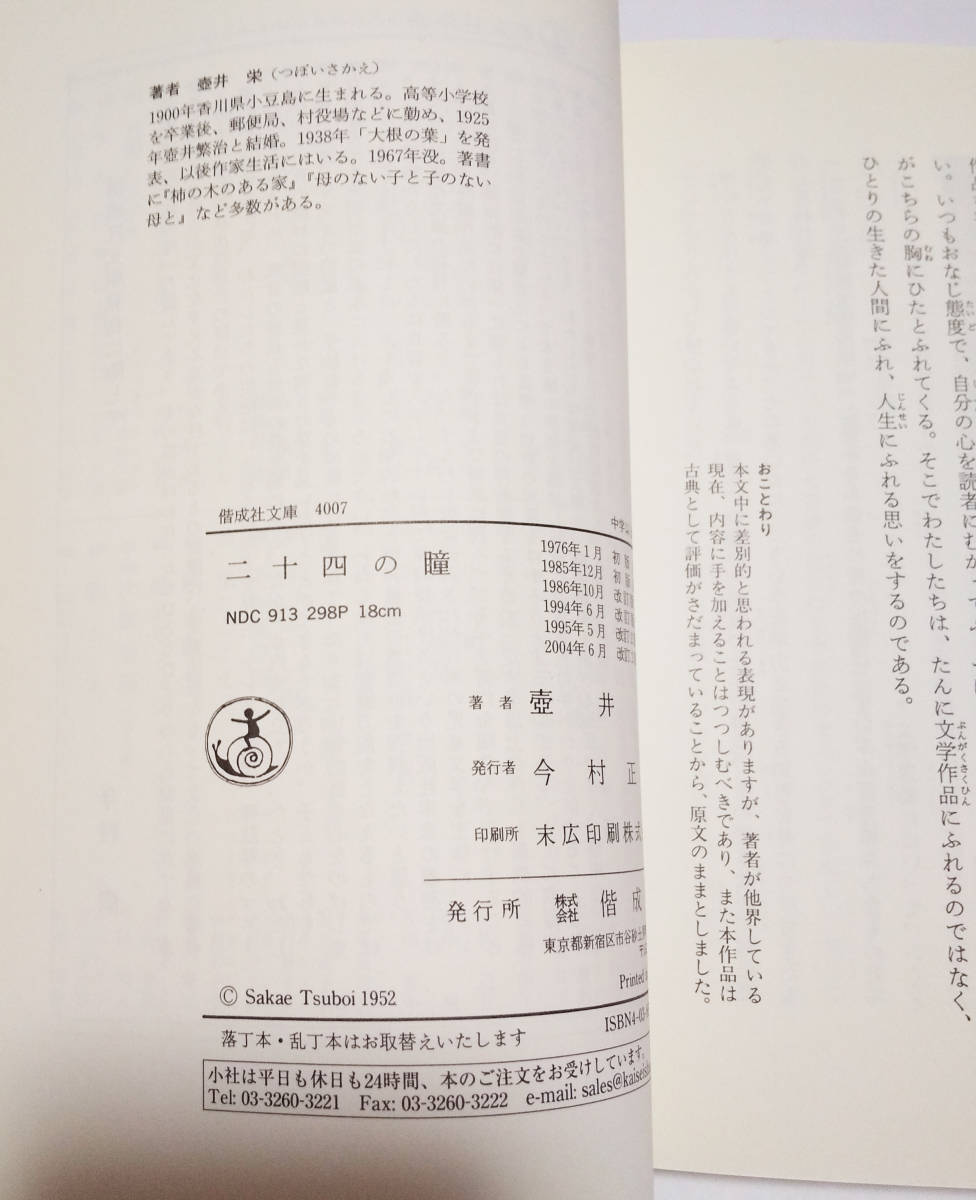 著者 壺井 栄（つぼいさかえ）
1900年香川県小豆島に生まれる。高等小学校
を卒業後、郵便局、村役場などに勤め、1925
年壺井繁治と結婚。1938年「大根の葉」を発
表、以後作家生活にはいる。1967年没。著書
に『柿の木のある家』『母のない子と子のない
母と』など多数がある。
偕成社文庫 4007
中学
二十四の瞳
NDC 913 298P 18cm
1976年1月 初版
1985年12月 初版
1986年10月 改訂
1994年6月 改訂
1995年5月 改訂
2004年6月 改訂
著者 壺井
発行者 今村正
印刷所 末広印刷株式
発行所 株式会社 偕成
東京都新宿区市谷砂土
Printed
© Sakae Tsuboi 1952
ISBN4-03-
落丁本・乱丁本はお取替えいたします
小社は平日も休日も24時間、本のご注文をお受けしています。
Tel: 03-3260-3221 Fax: 03-3260-3222 e-mail: sales@kaiseish
い。いつもおなじ態度で、自分の心を読者にむか
がこちらの胸にひたとふれてくる。そこでわたしたちは、たんに文学作品にふれるのではなく、
ひとりの生きた人間にふれ、人生にふれる思いをするのである。
おことわり
本文中に差別的と思われる表現がありますが、著者が他界している
現在、内容に手を加えることはつつしむべきであり、また本作品は
古典として評価がさだまっていることから、原文のままとしました。